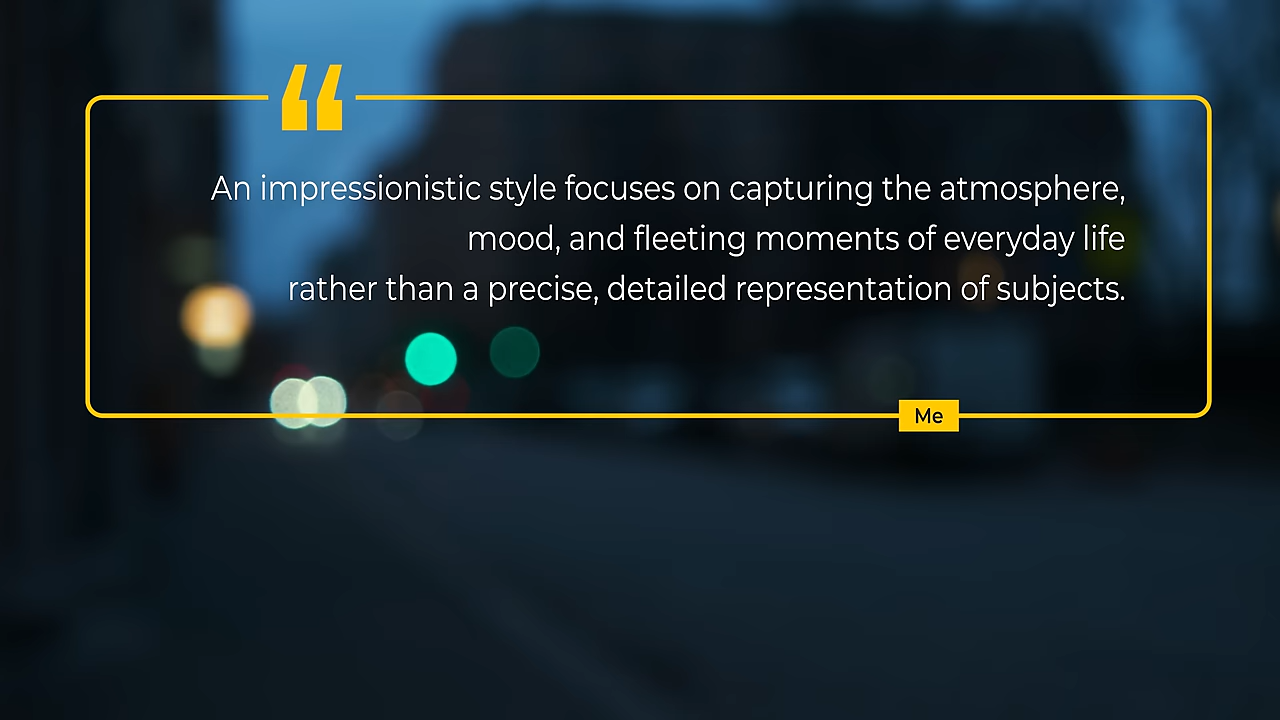 “
An impressionistic style focuses on capturing the atmosphere,
mood, and fleeting moments of everyday life
rather than a precise, detailed representation of subjects.
Me